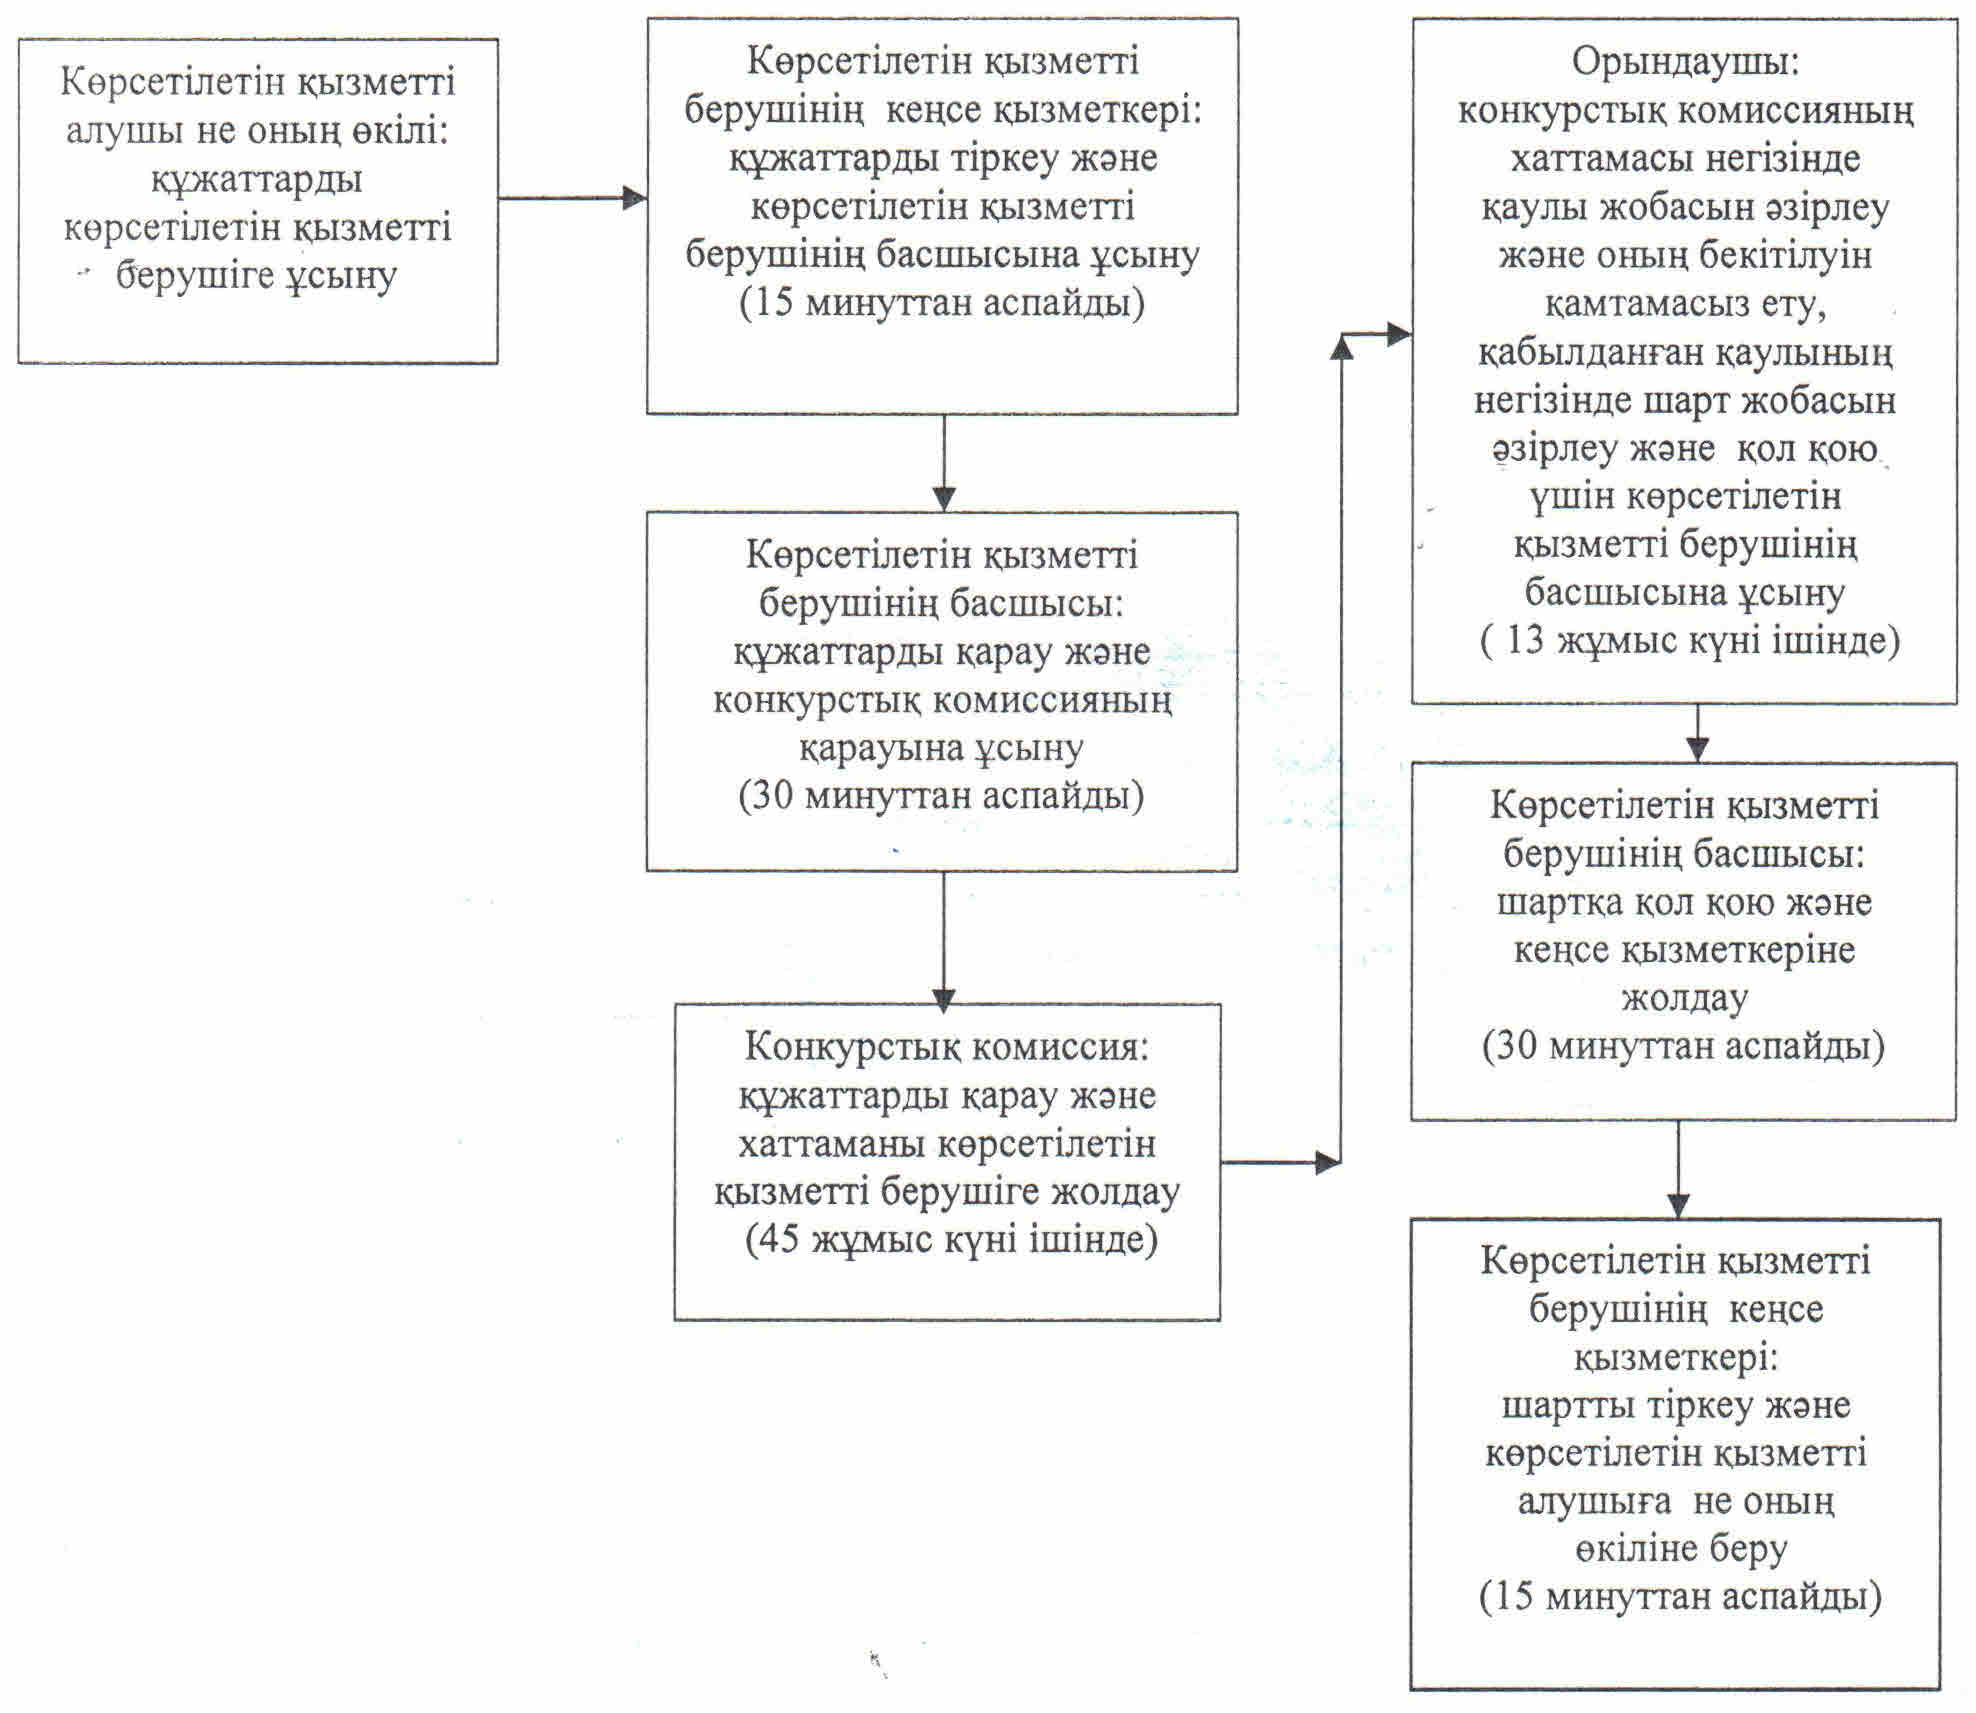 Көрсетілетін қызметті
алушы не оның өкілі:
құжаттарды
көрсетілетін қызметті
берушіге ұсыну
Көрсетілетін қызметті
берушінің кеңсе қызметкері:
құжаттарды тіркеу және
көрсетілетін қызметті
берушінің басшысына ұсыну
(15 минуттан аспайды)
Көрсетілетін қызметті
берушінің басшысы:
құжаттарды қарау және
конкурстық комиссияның
қарауына ұсыну
(30 минуттан аспайды)
Конкурстық комиссия:
құжаттарды қарау және
хаттаманы көрсетілетін
қызметті берушіге жолдау
(45 жұмыс күні ішінде)
Орындаушы:
конкурстық комиссияның
хаттамасы негізінде
қаулы жобасын әзірлеу
және оның бекітілуін
қамтамасыз ету,
қабылданған қаулының
негізінде шарт жобасын
әзірлеу және қол қою
үшін көрсетілетін
қызметті берушінің
басшысына ұсыну
( 13 жұмыс күні ішінде)
Көрсетілетін қызметті
берушінің басшысы:
шартқа қол қою және
кеңсе қызметкеріне
жолдау
(30 минуттан аспайды)
Көрсетілетін қызметті
берушінің кеңсе
қызметкері:
шартты тіркеу және
көрсетілетін қызметті
алушыға не оның
өкіліне беру
(15 минуттан аспайды)